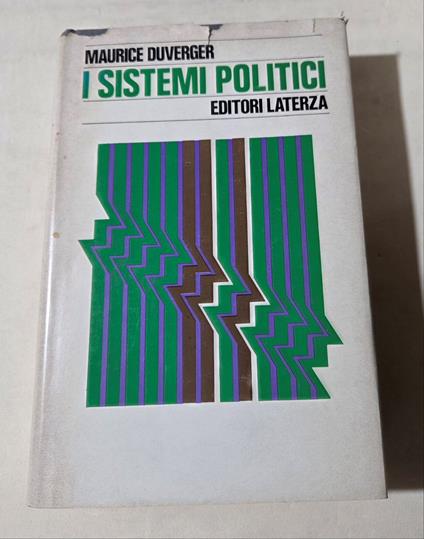 MAURICE DUVERGER
I SISTEMI POLITICI
EDITORI LATERZA